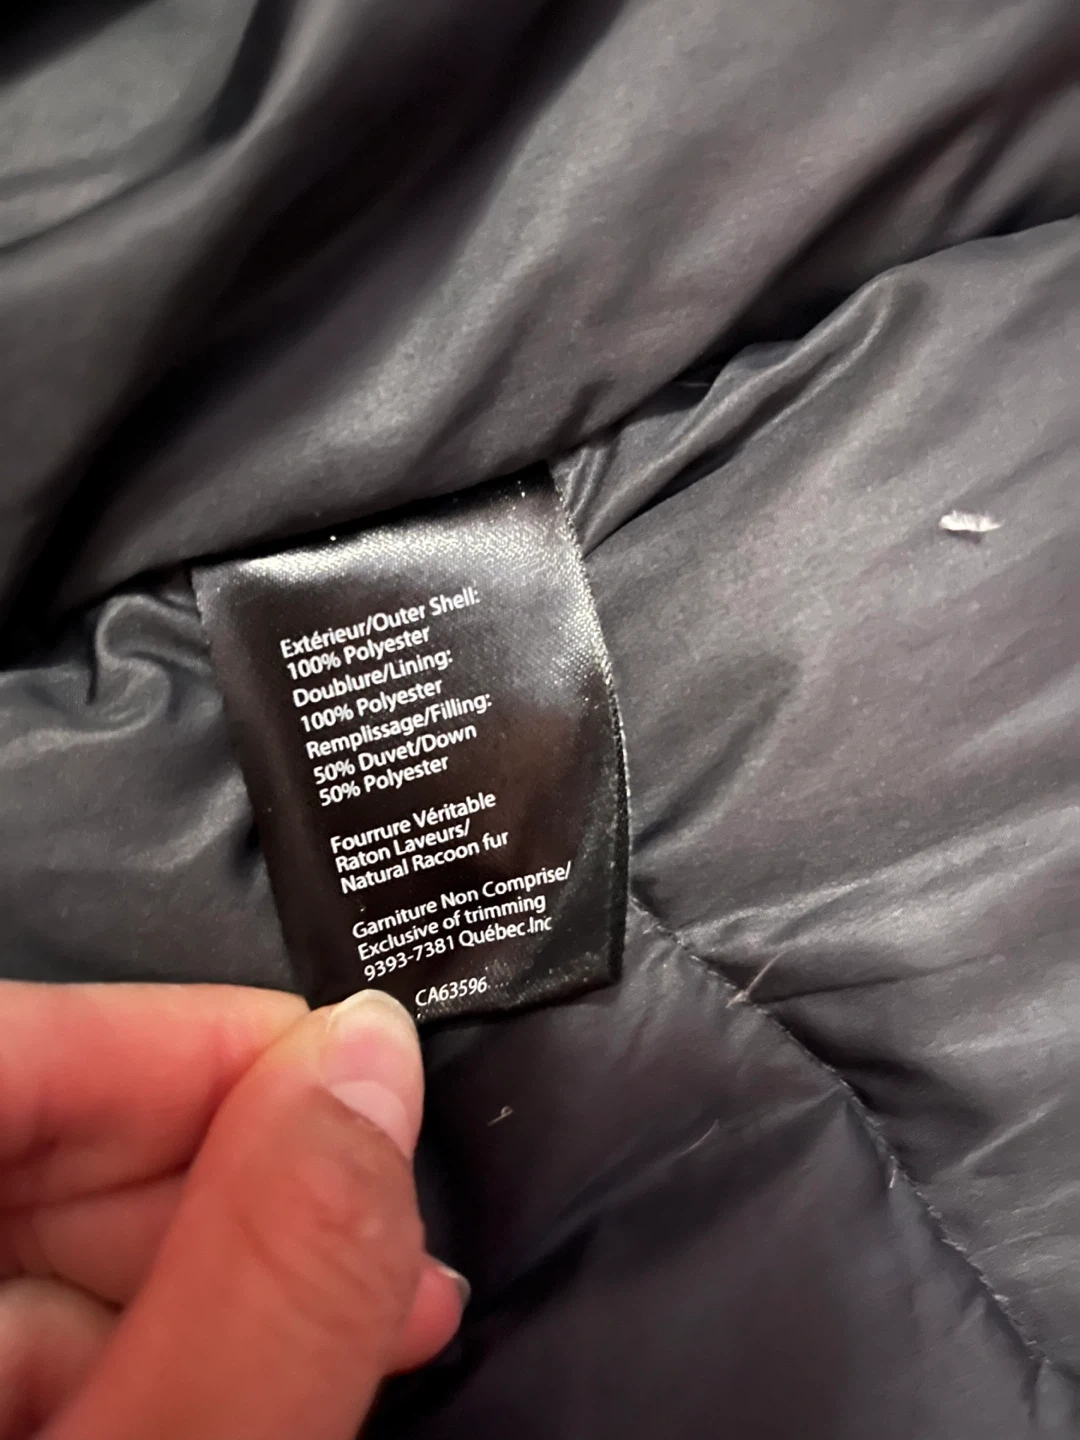 Extérieur/Outer Shell:
100% Polyester
Doublure/Lining:
100% Polyester
Remplissage/Filling:
50% Duvet/Down
50% Polyester
Fourrure Véritable
Raton Laveurs/
Natural Racoon fur
Garniture Non Comprise/
Exclusive of trimming
9393-7381 Québec.Inc
CA63596